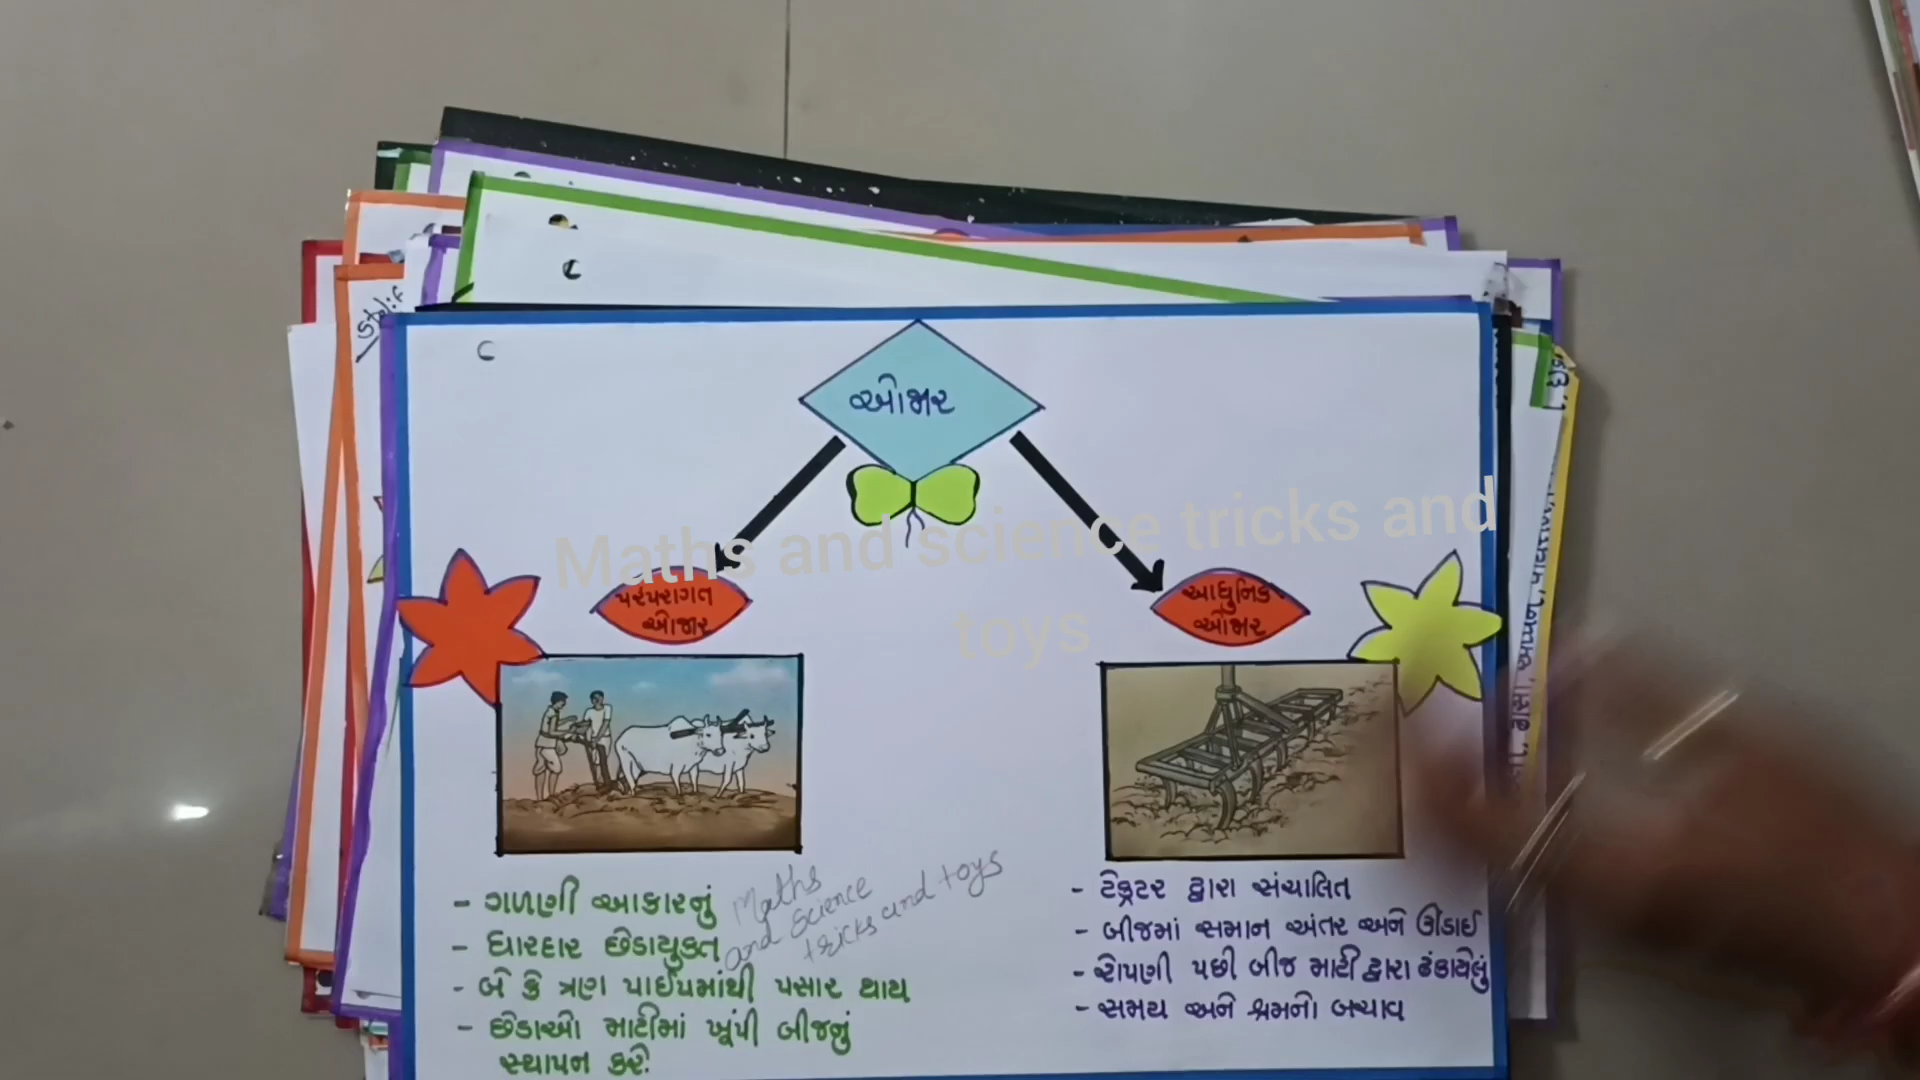 ઓજાર
પરંપરાગત
ઓજાર
આધુનિક
ઓજાર
- ગળણી આકારનું
- ધારદાર છેડાયુક્ત
- બે કે ત્રણ પાઈપમાંથી પસાર થાય
- છેડાઓ માટીમાં ખૂંપી બીજનું
સ્થાપન કરે.
- ટ્રેકટર દ્વારા સંચાલિત
- બીજમાં સમાન અંતર અને ઊંડાઈ
- રોપણી પછી બીજ માટી દ્વારા ઢંકાયેલું
- સમય અને શ્રમનો બચાવ
Maths
and Science
tricks and toys
Maths and science tricks and
toys